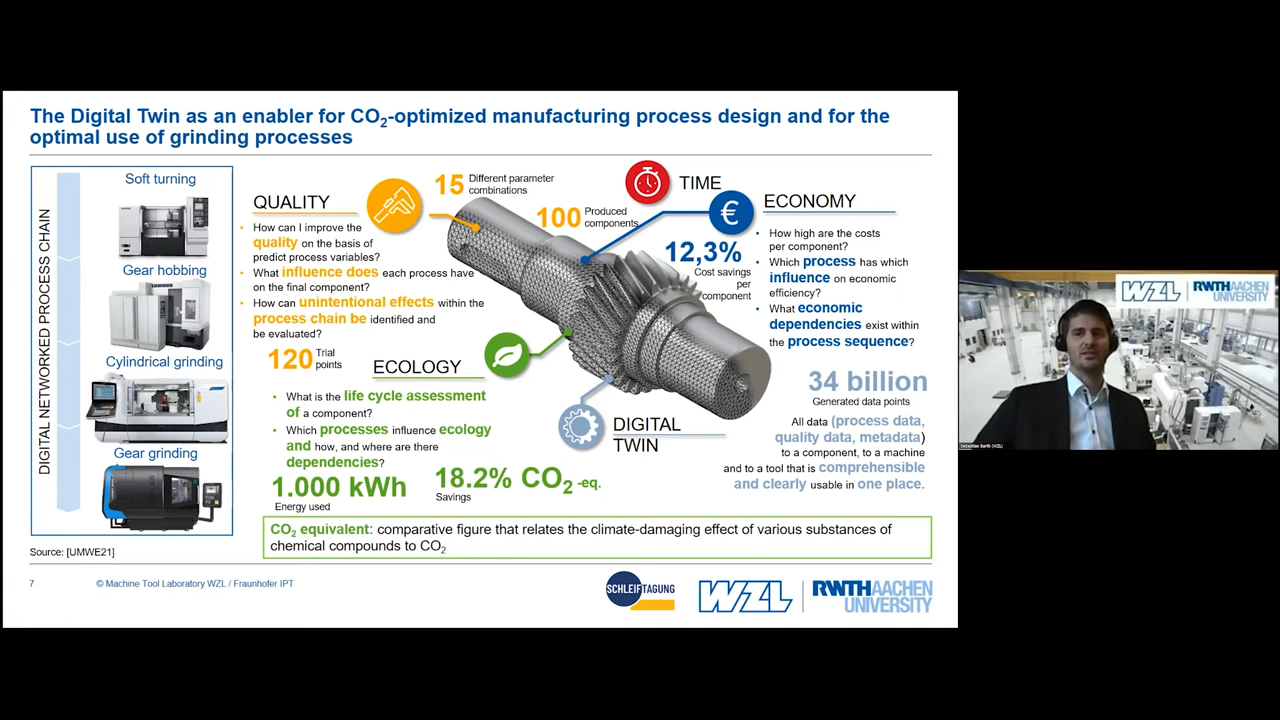 The Digital Twin as an enabler for CO2-optimized manufacturing process design and for the
optimal use of grinding processes
DIGITAL NETWORKED PROCESS CHAIN
Soft turning
Gear hobbing
Cylindrical grinding
Gear grinding
QUALITY
• How can I improve the
quality on the basis of
predict process variables?
• What influence does each process have
on the final component?
• How can unintentional effects within the
process chain be identified and
be evaluated?
15 Different parameter
combinations
100 Produced
components
120 Trial
points
TIME
€
ECONOMY
12,3%
Cost savings
per
component
• How high are the costs
per component?
• Which process has which
influence on economic
efficiency?
• What economic
dependencies exist within
the process sequence?
ECOLOGY
• What is the life cycle assessment
of a component?
• Which processes influence ecology
and how, and where are there
dependencies?
1.000 kWh
Energy used
18.2% CO2 -eq.
Savings
DIGITAL
TWIN
34 billion
Generated data points
All data (process data,
quality data, metadata)
to a component, to a machine
and to a tool that is comprehensible
and clearly usable in one place.
CO2 equivalent: comparative figure that relates the climate-damaging effect of various substances of
chemical compounds to CO2
Source: [UMWE21]
7
© Machine Tool Laboratory WZL / Fraunhofer IPT
SCHLEIFTAGUNG
WZL
RWTHAACHEN
UNIVERSITY
WZL
RWTHAACHEN
UNIVERSITY
Sebastian Barth (WZL)